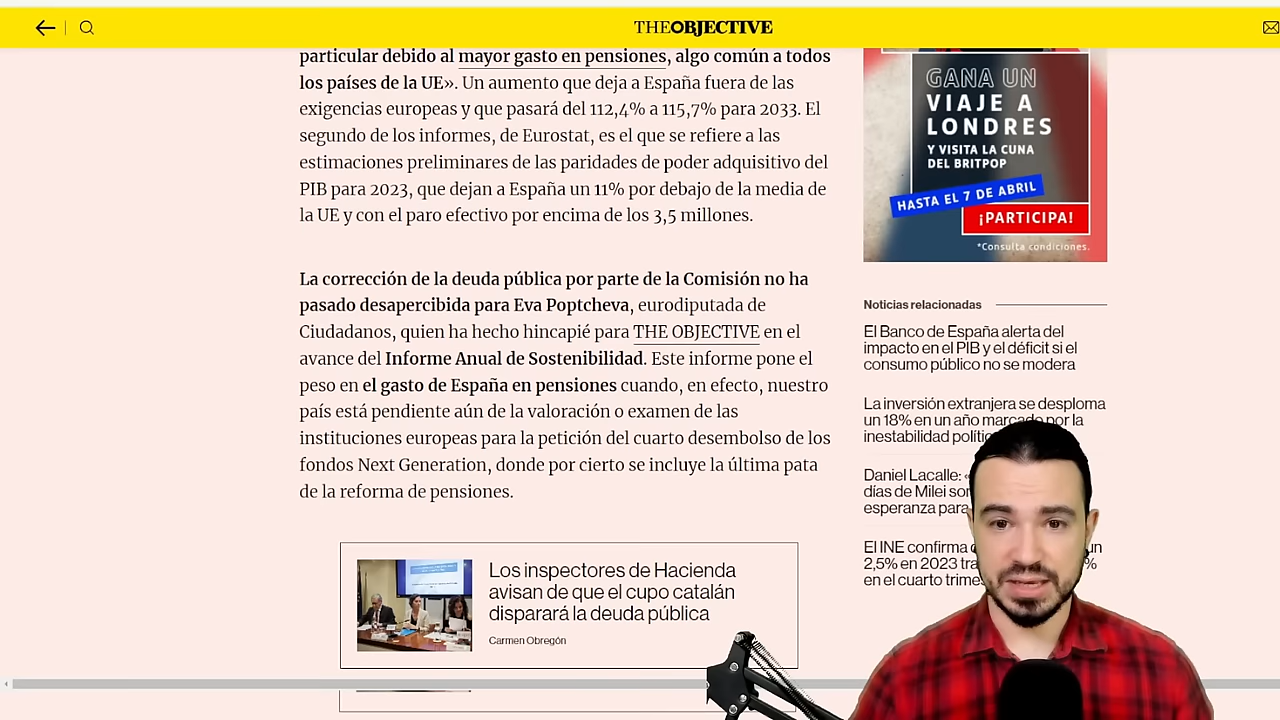 THEOBJECTIVE
particular debido al mayor gasto en pensiones, algo común a todos
los países de la UE». Un aumento que deja a España fuera de las
exigencias europeas y que pasará del 112,4% a 115,7% para 2033. El
segundo de los informes, de Eurostat, es el que se refiere a las
estimaciones preliminares de las paridades de poder adquisitivo del
PIB para 2023, que dejan a España un 11% por debajo de la media de
la UE y con el paro efectivo por encima de los 3,5 millones.
La corrección de la deuda pública por parte de la Comisión no ha
pasado desapercibida para Eva Poptcheva, eurodiputada de
Ciudadanos, quien ha hecho hincapié para THE OBJECTIVE en el
avance del Informe Anual de Sostenibilidad. Este informe pone el
peso en el gasto de España en pensiones cuando, en efecto, nuestro
país está pendiente aún de la valoración o examen de las
instituciones europeas para la petición del cuarto desembolso de los
fondos Next Generation, donde por cierto se incluye la última pata
de la reforma de pensiones.
Los inspectores de Hacienda
avisan de que el cupo catalán
disparará la deuda pública
Carmen Obregón
GANA UN
VIAJE A
LONDRES
Y VISITA LA CUNA
DEL BRITPOP
HASTA EL 7 DE ABRIL
¡PARTICIPA!
*Consulta condiciones.
Noticias relacionadas
El Banco de España alerta del
impacto en el PIB y el déficit si el
consumo público no se modera
La inversión extranjera se desploma
un 18% en un año marcado por la
inestabilidad
Daniel Lacalle:
días de Milei
esperanza para
El INE confirma un
2,5% en 2023 %
en el cuarto